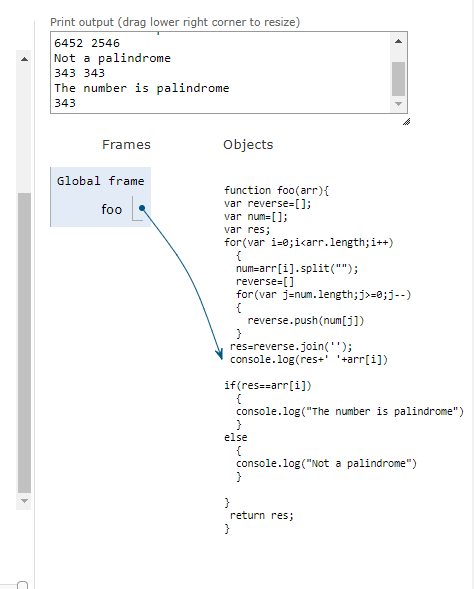 Print output (drag lower right corner to resize)
6452 2546
Not a palindrome
343 343
The number is palindrome
343
Frames
Objects
Global frame
foo
function foo(arr){
var reverse=[];
var num=[];
var res;
for(var i=0;i<arr.length;i++)
{
num=arr[i].split("");
reverse=[]
for(var j=num.length;j>=0;j--)
{
reverse.push(num[j])
}
res=reverse.join('');
console.log(res+' '+arr[i])
if(res==arr[i])
{
console.log("The number is palindrome")
}
else
{
console.log("Not a palindrome")
}
}
return res;
}